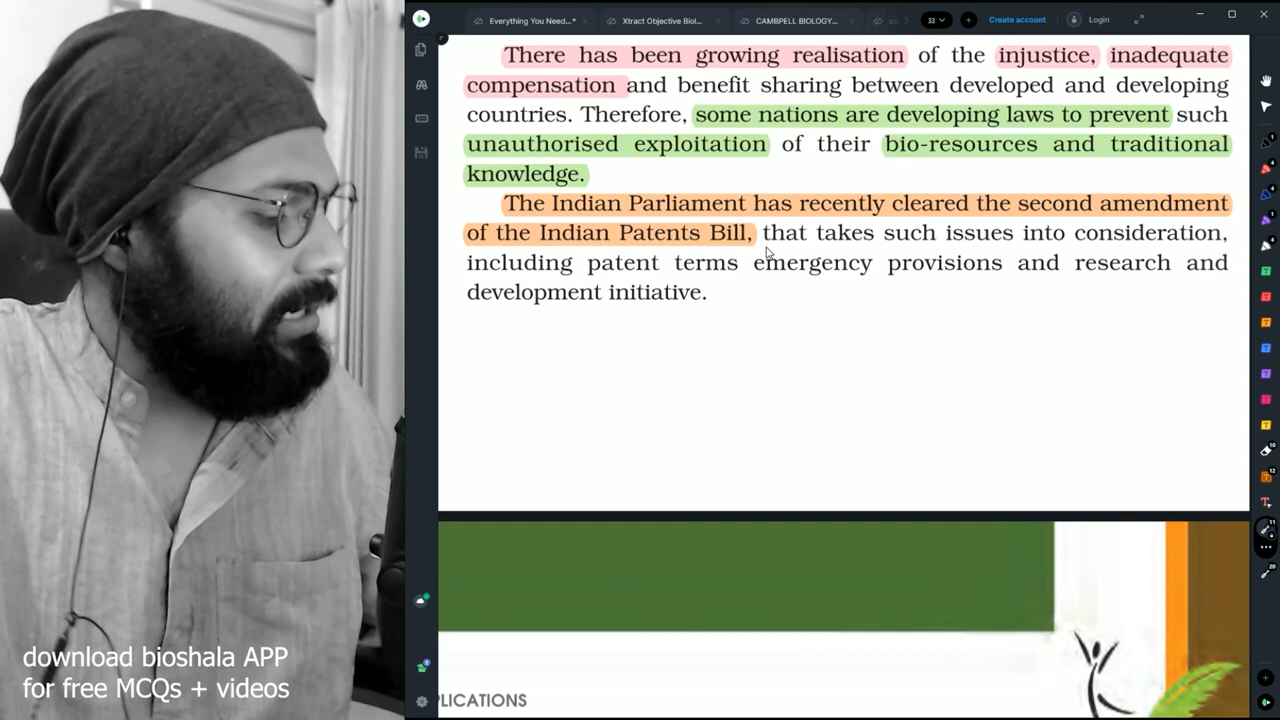 Everything You Need...*
Xtract Objective Biol...
CAMBPELL BIOLOGY...
33
Create account
Login
There has been growing realisation of the injustice, inadequate
compensation and benefit sharing between developed and developing
countries. Therefore, some nations are developing laws to prevent such
unauthorised exploitation of their bio-resources and traditional
knowledge.
The Indian Parliament has recently cleared the second amendment
of the Indian Patents Bill, that takes such issues into consideration,
including patent terms emergency provisions and research and
development initiative.
download bioshala APP
for free MCQs + videos
PLICATIONS